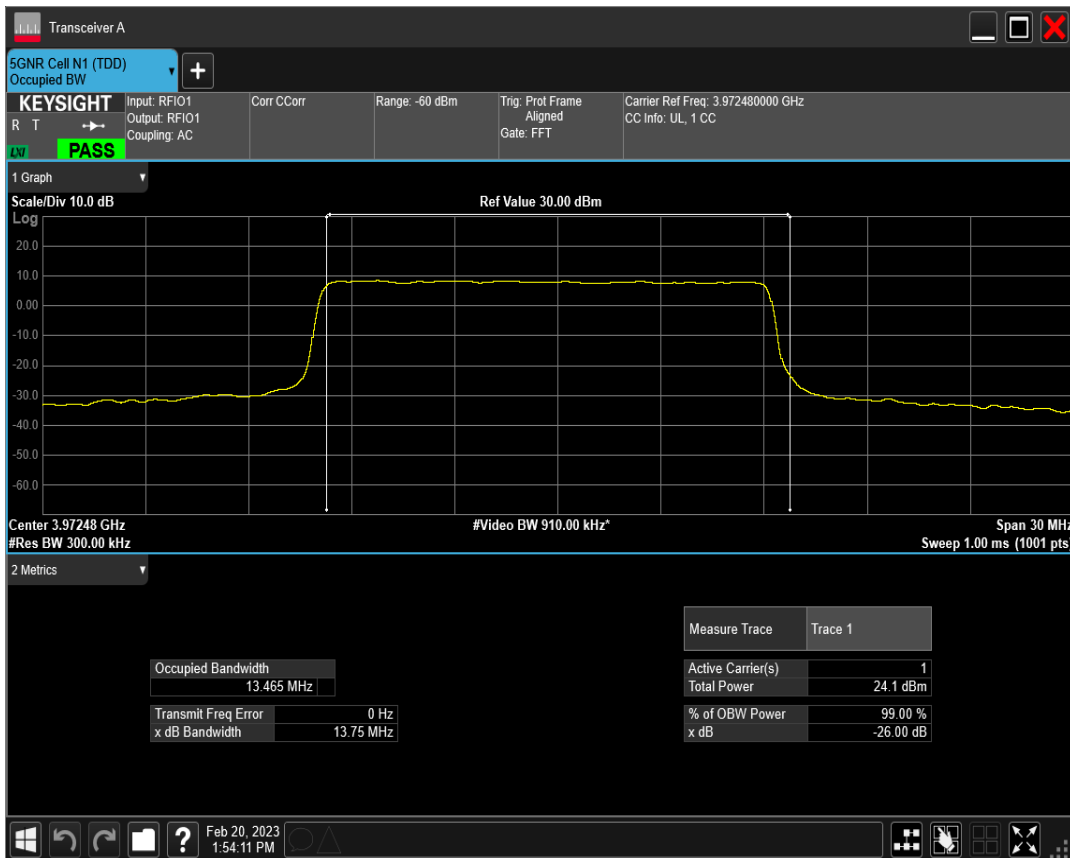 Transceiver A
5GNR Cell N1 (TDD)
Occupied BW
+
KEYSIGHT
R T
LXI
PASS
Input: RFIO1
Output: RFIO1
Coupling: AC
Corr CCorr
Range: -60 dBm
Trig: Prot Frame
Aligned
Gate: FFT
Carrier Ref Freq: 3.972480000 GHz
CC Info: UL, 1 CC
1 Graph
Scale/Div 10.0 dB
Ref Value 30.00 dBm
Log
20.0
10.0
0.00
-10.0
-20.0
-30.0
-40.0
-50.0
-60.0
Center 3.97248 GHz
#Video BW 910.00 kHz*
Span 30 MHz
#Res BW 300.00 kHz
Sweep 1.00 ms (1001 pts)
2 Metrics
Measure Trace
Trace 1
Occupied Bandwidth
13.465 MHz
Active Carrier(s)
1
Total Power
24.1 dBm
Transmit Freq Error
0 Hz
x dB Bandwidth
13.75 MHz
% of OBW Power
99.00 %
x dB
-26.00 dB
?
Feb 20, 2023
1:54:11 PM